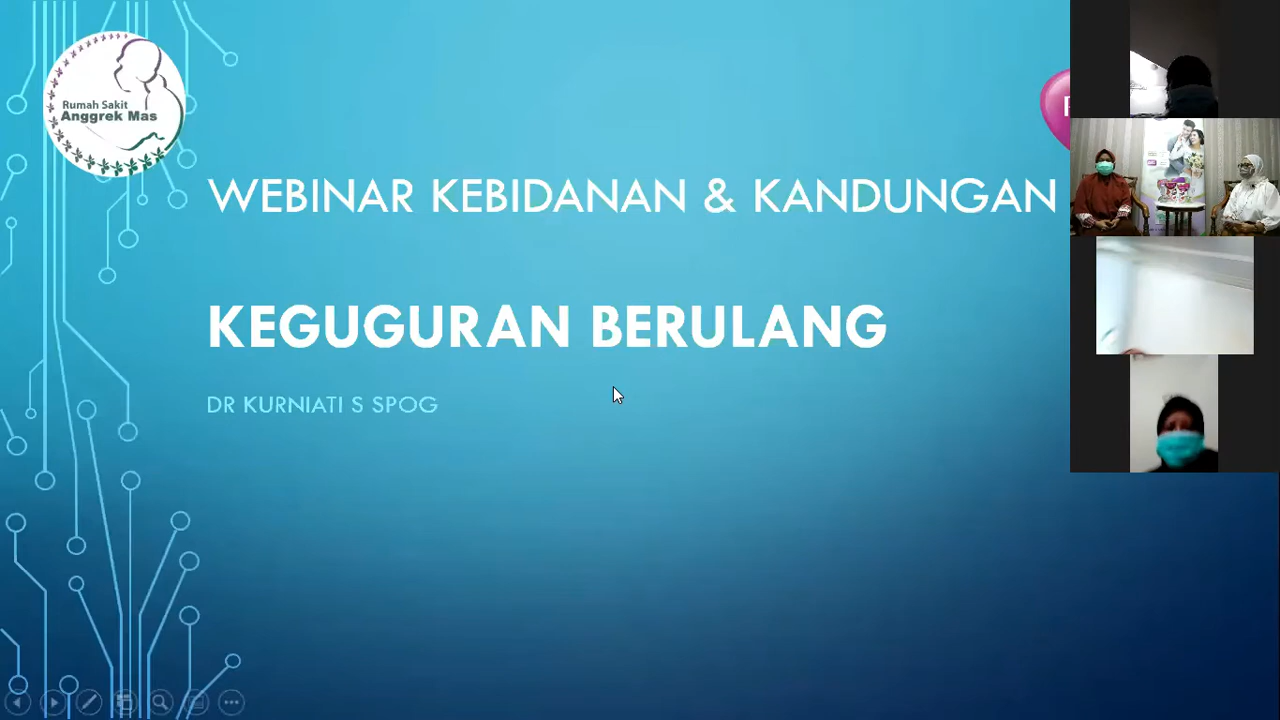 Rumah Sakit
Anggrek Mas
WEBINAR KEBIDANAN & KANDUNGAN
KEGUGURAN BERULANG
DR KURNIATI S SPOG